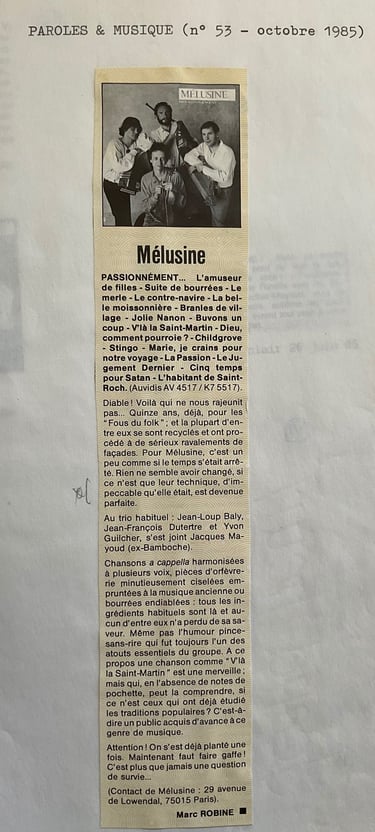 PAROLES & MUSIQUE (n° 53 - octobre 1985)
MÉLUSINE
Mélusine
PASSIONNÉMENT... L'amuseur
de filles - Suite de bourrées - Le
merle - Le contre-navire - La bel-
le moissonnière - Branles de vil-
lage - Jolie Nanon - Buvons un
coup - V'là la Saint-Martin - Dieu,
comment pourroie ? - Childgrove
- Stingo - Marie, je crains pour
notre voyage - La Passion - Le Ju-
gement Dernier - Cinq temps
pour Satan - L'habitant de Saint-
Roch. (Auvidis AV 4517 / K7 5517).
Diable ! Voilà qui ne nous rajeunit
pas... Quinze ans, déjà, pour les
"Fous du folk" ; et la plupart d'en-
tre eux se sont recyclés et ont pro-
cédé à de sérieux ravalements de
façades. Pour Mélusine, c'est un
peu comme si le temps s'était arrê-
té. Rien ne semble avoir changé, si
ce n'est que leur technique, d'im-
peccable qu'elle était, est devenue
parfaite.
Au trio habituel : Jean-Loup Baly,
Jean-François Dutertre et Yvon
Guilcher, s'est joint Jacques Ma-
youd (ex-Bamboche).
Chansons a cappella harmonisées
à plusieurs voix, pièces d'orfèvre-
rie minutieusement ciselées em-
pruntées à la musique ancienne ou
bourrées endiablées : tous les in-
grédients habituels sont là et au-
cun d'entre eux n'a perdu de sa sa-
veur. Même pas l'humour pince-
sans-rire qui fut toujours l'un des
atouts essentiels du groupe. A ce
propos une chanson comme "V'là
la Saint-Martin" est une merveille ;
mais qui, en l'absence de notes de
pochette, peut la comprendre, si
ce n'est ceux qui ont déjà étudié
les traditions populaires ? C'est-à-
dire un public acquis d'avance à ce
genre de musique.
Attention ! On s'est déjà planté une
fois. Maintenant faut faire gaffe !
C'est plus que jamais une question
de survie...
(Contact de Mélusine : 29 avenue
de Lowendal, 75015 Paris).
Marc ROBINE